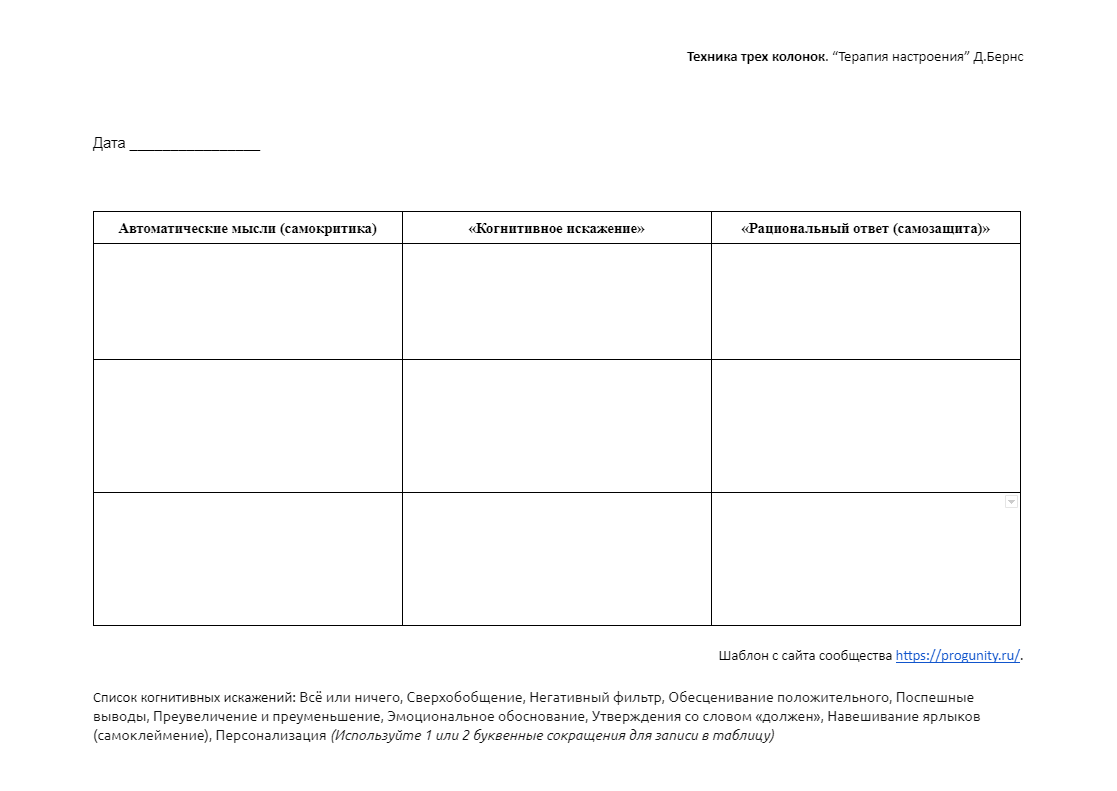 Техника трех колонок. “Терапия настроения” Д.Бернс
Дата ________________
Автоматические мысли (самокритика)
«Когнитивное искажение»
«Рациональный ответ (самозащита)»
Шаблон с сайта сообщества https://progunity.ru/.
Список когнитивных искажений: Всё или ничего, Сверхобобщение, Негативный фильтр, Обесценивание положительного, Поспешные
выводы, Преувеличение и преуменьшение, Эмоциональное обоснование, Утверждения со словом «должен», Навешивание ярлыков
(самоклеймение), Персонализация (Используйте 1 или 2 буквенные сокращения для записи в таблицу)